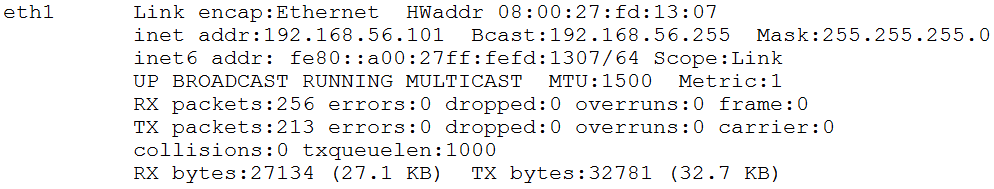 eth1 Link encap:Ethernet HWaddr 08:00:27:fd:13:07
inet addr:192.168.56.101 Bcast:192.168.56.255 Mask:255.255.255.0
inet6 addr: fe80::a00:27ff:fefd:1307/64 Scope:Link
UP BROADCAST RUNNING MULTICAST MTU:1500 Metric:1
RX packets:256 errors:0 dropped:0 overruns:0 frame:0
TX packets:213 errors:0 dropped:0 overruns:0 carrier:0
collisions:0 txqueuelen:1000
RX bytes:27134 (27.1 KB) TX bytes:32781 (32.7 KB)